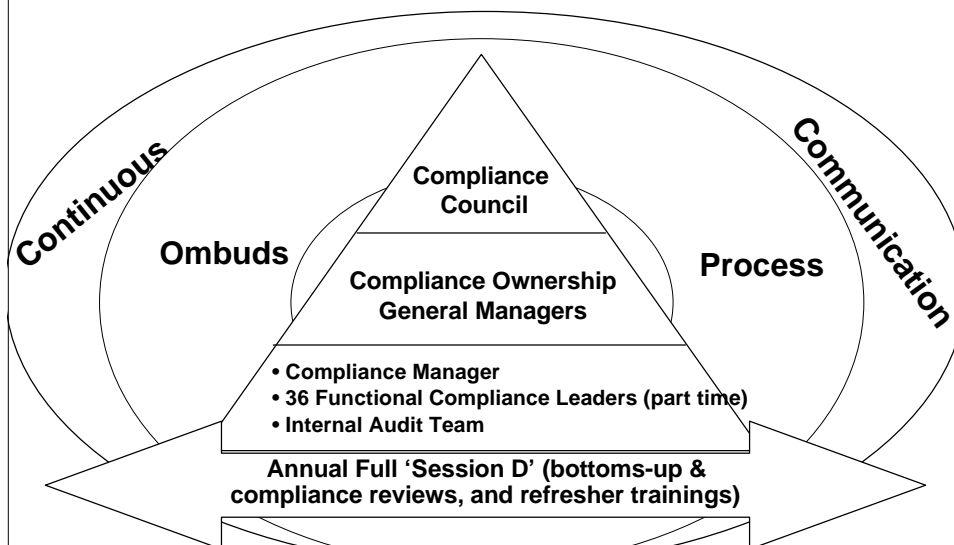 Continuous
Communication
Compliance
Council
Ombuds
Process
Compliance Ownership
General Managers
• Compliance Manager
• 36 Functional Compliance Leaders (part time)
• Internal Audit Team
Annual Full ‘Session D’ (bottoms-up &
compliance reviews, and refresher trainings)